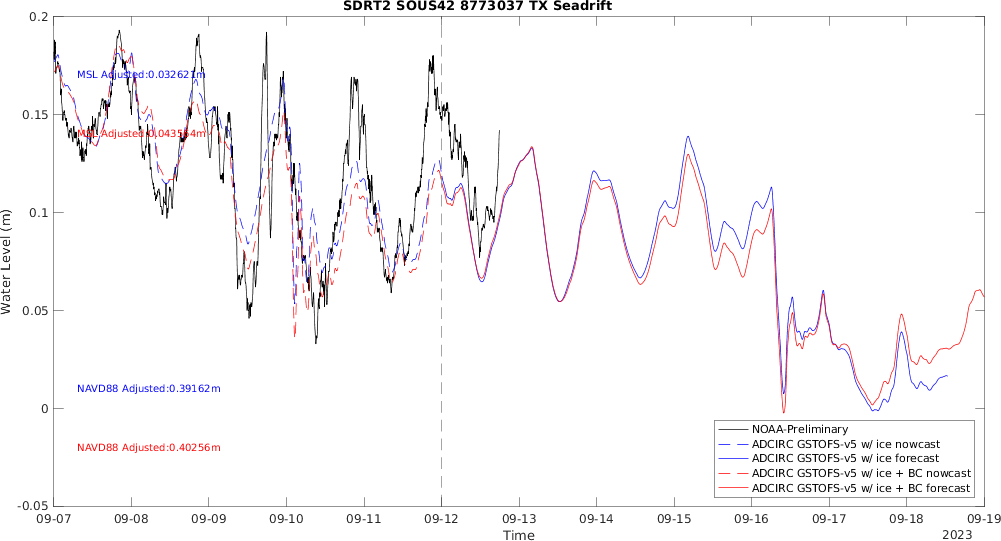 SDRT2 SOUS42 8773037 TX Seadrift
0.2
0.15
0.1
0.05
0
-0.05
Water Level (m)
MSL Adjusted:0.032621m
MSL Adjusted:0.043564m
NAVD88 Adjusted:0.39162m
NAVD88 Adjusted:0.40256m
NOAA-Preliminary
ADCIRC GSTOFS-v5 w/ ice nowcast
ADCIRC GSTOFS-v5 w/ ice forecast
ADCIRC GSTOFS-v5 w/ ice + BC nowcast
ADCIRC GSTOFS-v5 w/ ice + BC forecast
09-07 09-08 09-09 09-10 09-11 09-12 09-13 09-14 09-15 09-16 09-17 09-18 09-19
Time
2023